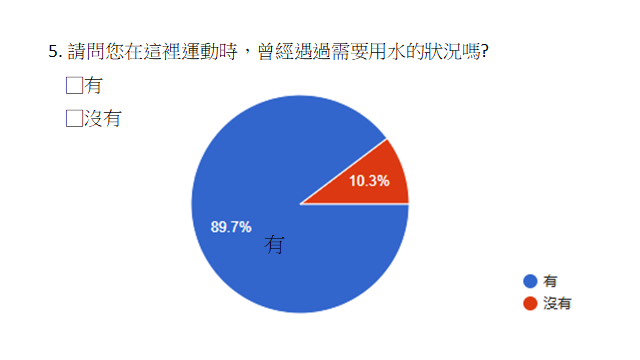 5. 請問您在這裡運動時，曾經遇過需要用水的狀況嗎?
□有
□沒有
10.3%
89.7%
有
有
沒有